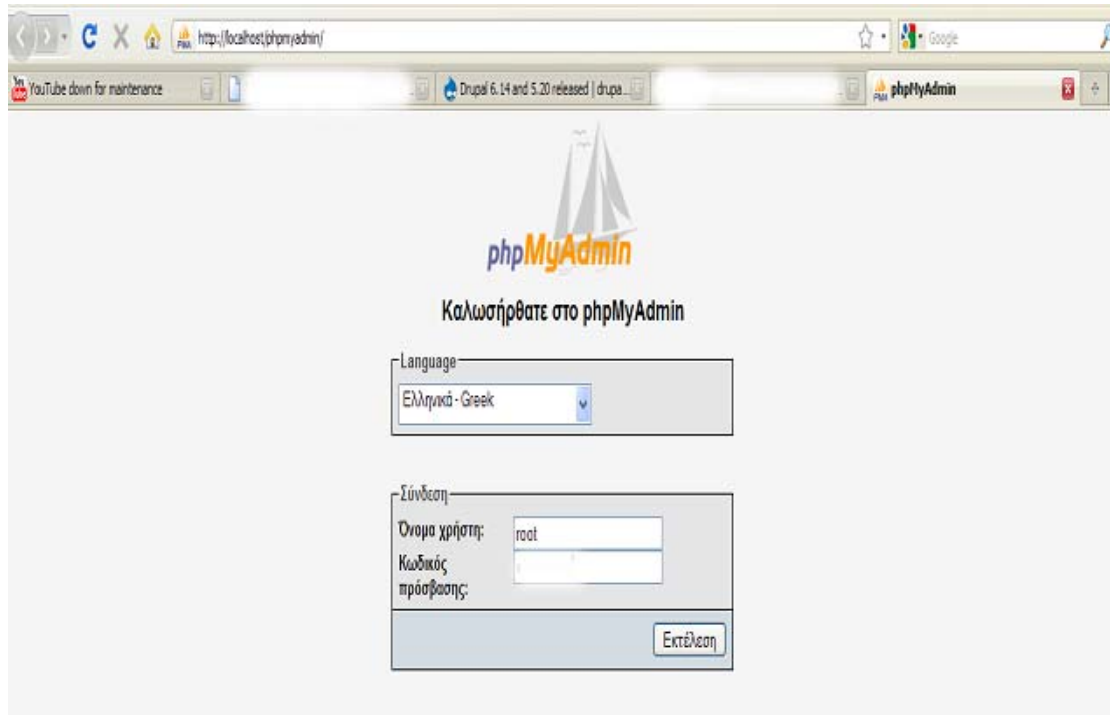 http://localhost/phpmyadmin/
Google
YouTube down for maintenance
Drupal 6.14 and 5.20 released | drupa...
phpMyAdmin
phpMyAdmin
Καλωσήρθατε στο phpMyAdmin
Language
Ελληνικά - Greek
Σύνδεση
Όνομα χρήστη:
root
Κωδικός
πρόσβασης:
Εκτέλεση